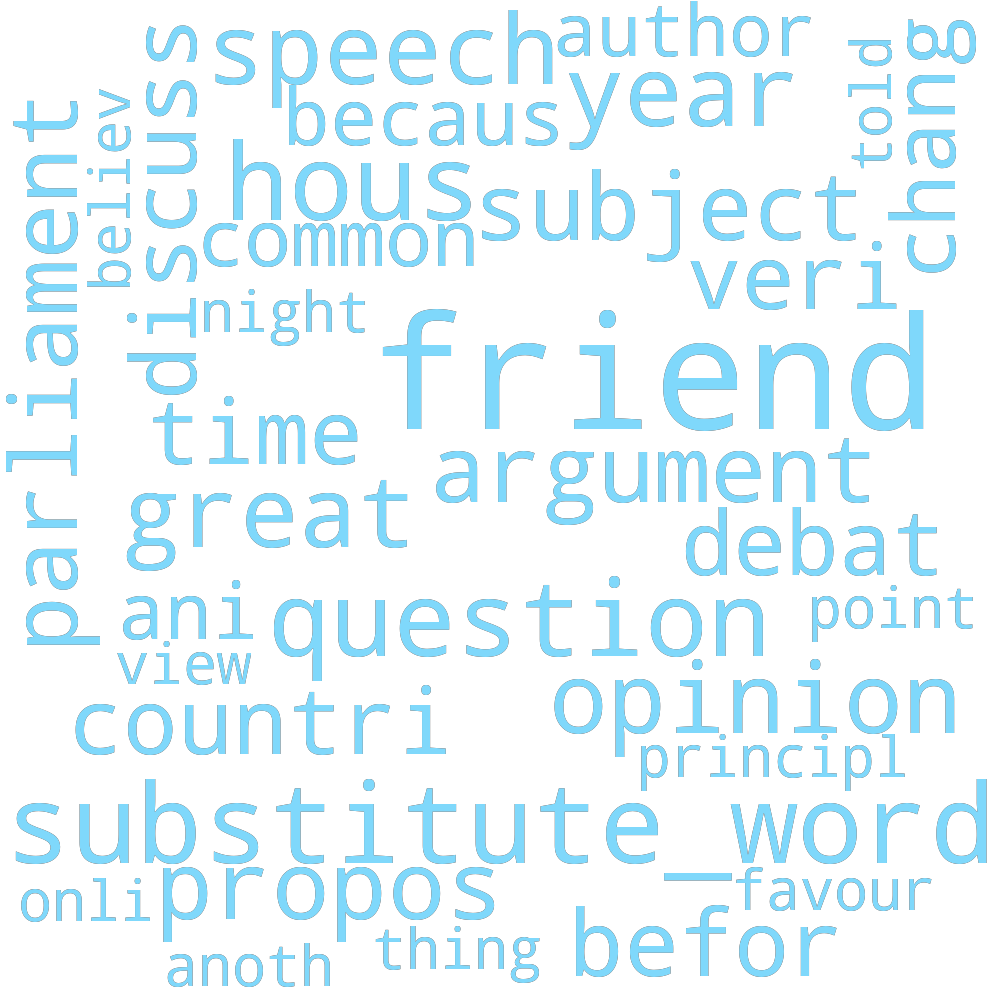 speech
author
year
told
chang
discuss
believ
parliament
becaus
hous
subject
common
veri
night
friend
time
argument
great
debat
ani
question
point
view
opinion
countri
principl
substitute_word
onli
propos
favour
befor
thing
anoth